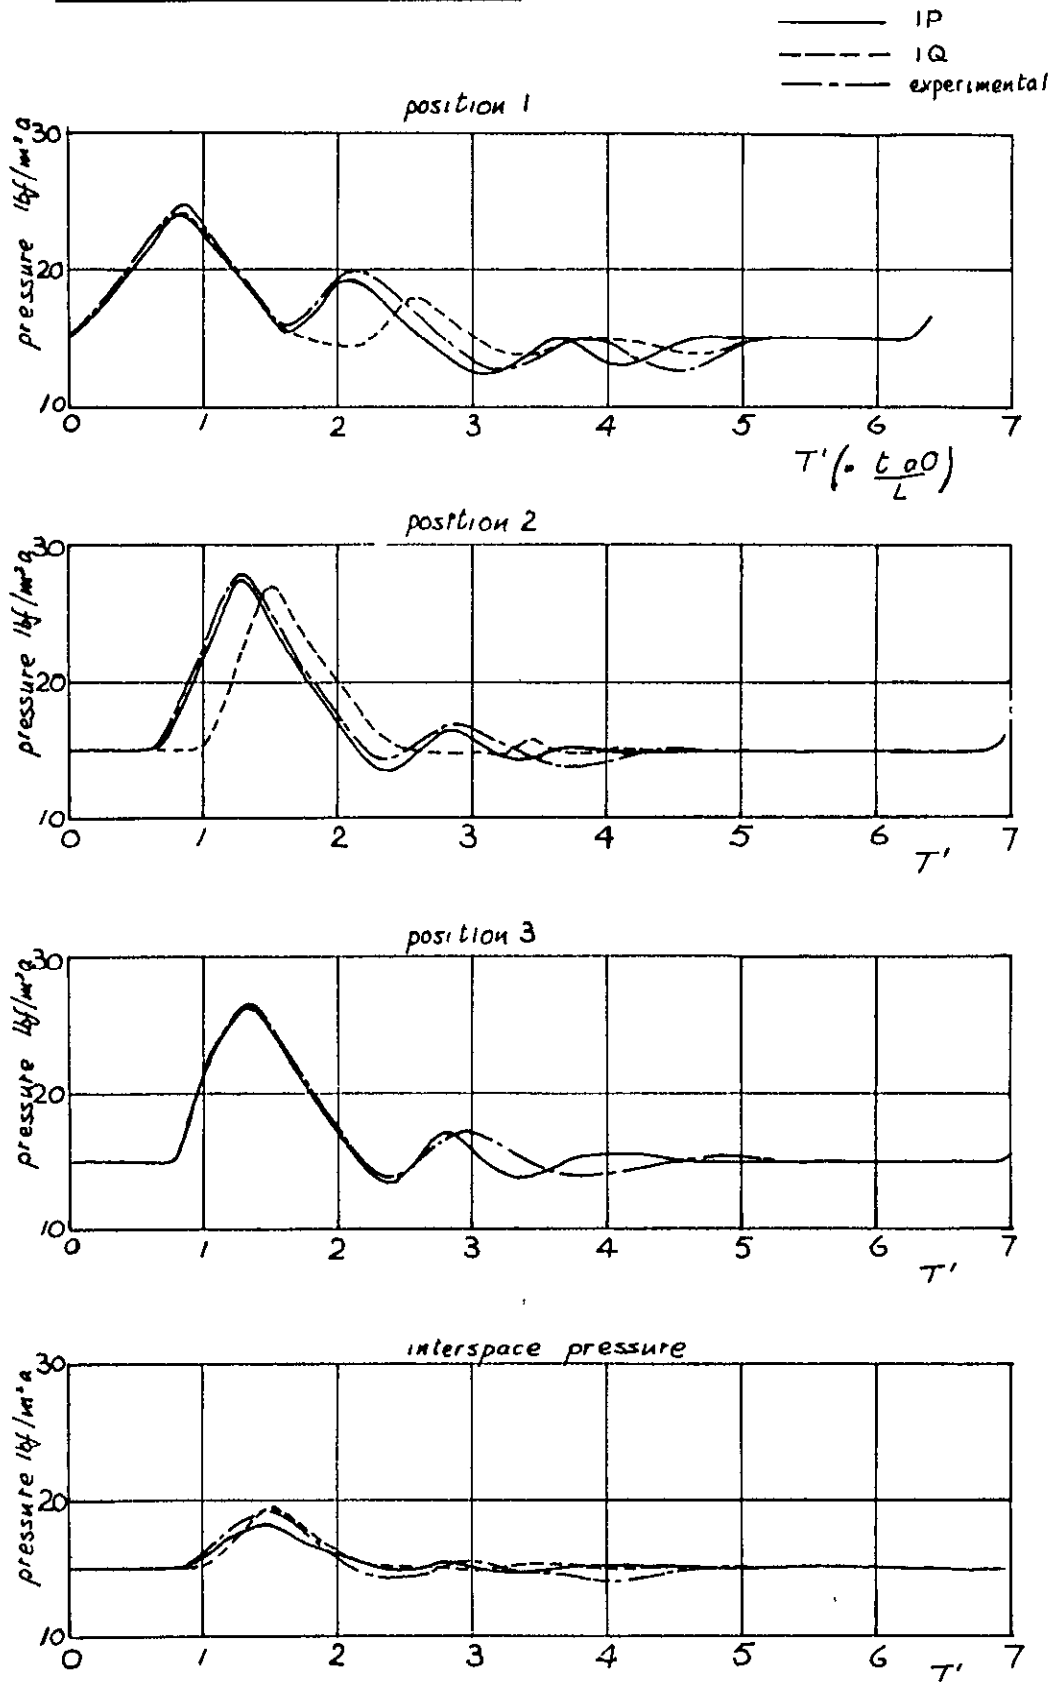 IP
IQ
experimental
position 1
pressure lbf/in²a
30
20
10
0 1 2 3 4 5 6 7
T' (= t a0 / L)
position 2
pressure lbf/in²a
30
20
10
0 1 2 3 4 5 6 7
T'
position 3
pressure lbf/in²a
30
20
10
0 1 2 3 4 5 6 7
T'
interspace pressure
pressure lbf/in²a
30
20
10
0 1 2 3 4 5 6 7
T'